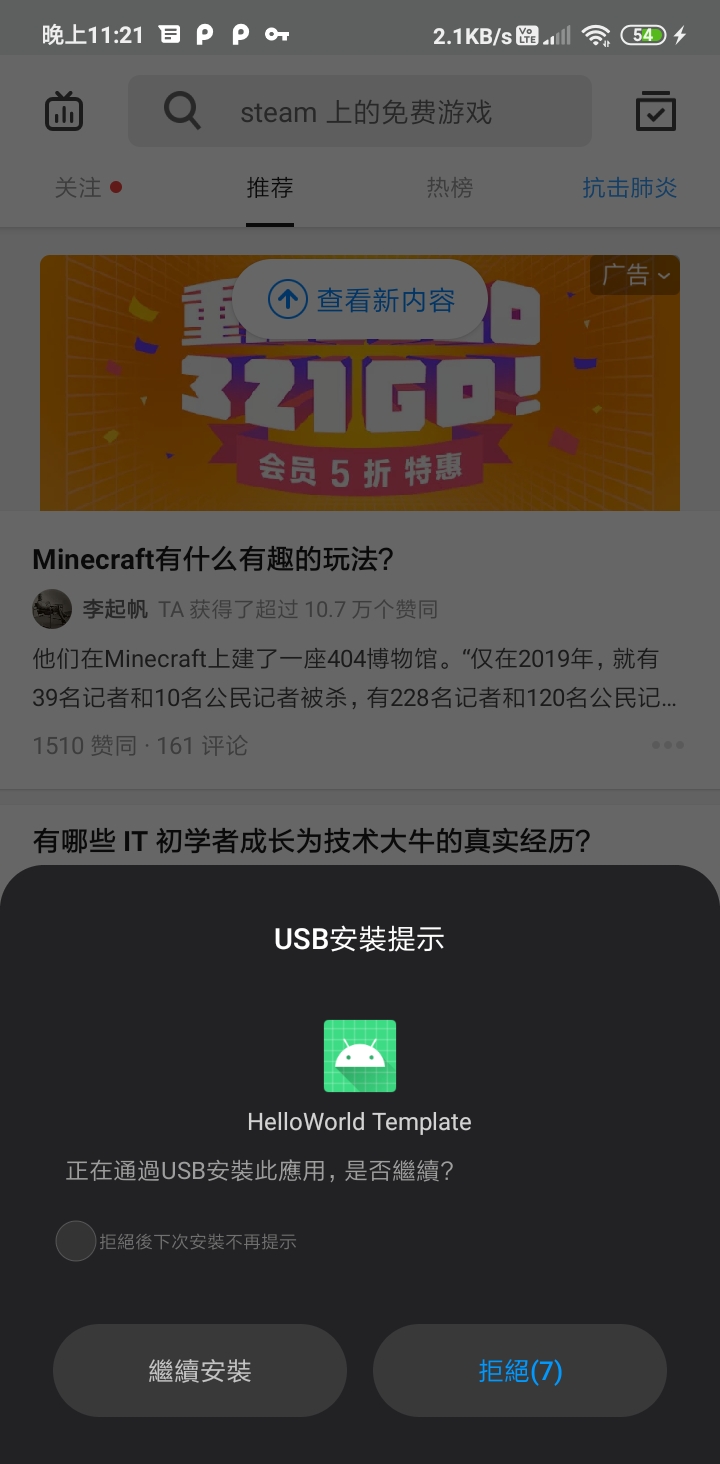 晚上11:21
2.1KB/s
Vo LTE
54
steam 上的免费游戏
关注
推荐
热榜
抗击肺炎
广告
查看新内容
321GO!
会员 5 折 特惠
Minecraft有什么有趣的玩法?
李起帆 TA 获得了超过 10.7 万个赞同
他们在Minecraft上建了一座404博物馆。“仅在2019年，就有
39名记者和10名公民记者被杀，有228名记者和120名公民记...
1510 赞同 · 161 评论
有哪些 IT 初学者成长为技术大牛的真实经历?
USB安裝提示
HelloWorld Template
正在通過USB安裝此應用，是否繼續?
拒絕後下次安裝不再提示
繼續安裝
拒絕(7)